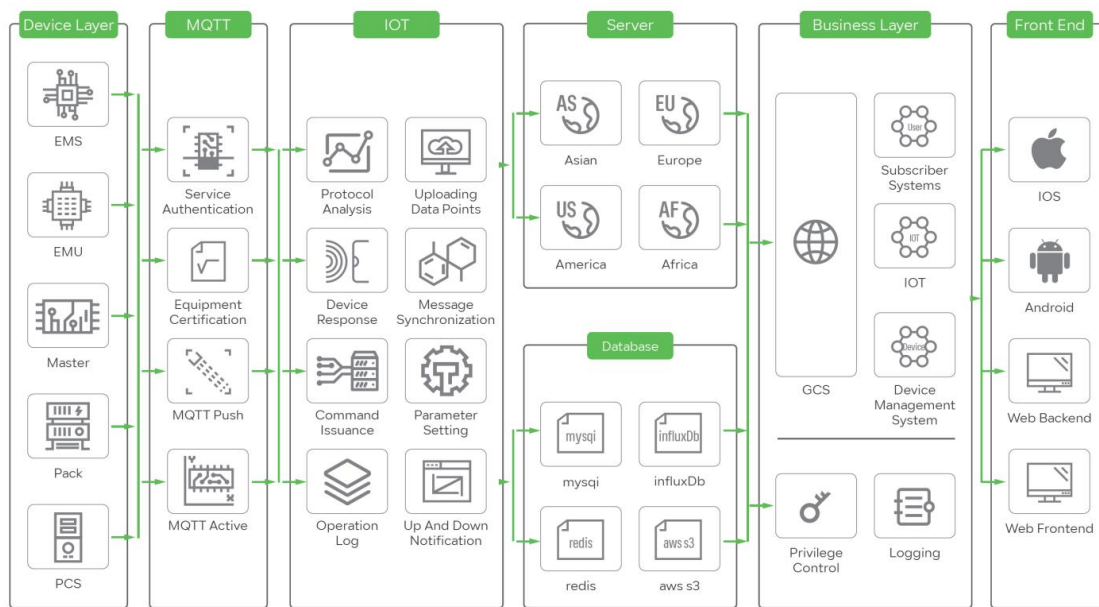 Device Layer
EMS
EMU
Master
Pack
PCS
MQTT
Service
Authentication
Equipment
Certification
MQTT Push
Y
X
MQTT Active
IOT
Protocol
Analysis
Uploading
Data Points
Device
Response
Message
Synchronization
Command
Issuance
Parameter
Setting
Operation
Log
Up And Down
Notification
Server
AS
Asian
EU
Europe
US
America
AF
Africa
Database
mysqi
mysqi
influxDb
influxDb
redis
redis
aws s3
aws s3
Business Layer
GCS
User
Subscriber
Systems
IOT
IOT
Device
Device
Management
System
Privilege
Control
Logging
Front End
IOS
Android
Web Backend
Web Frontend